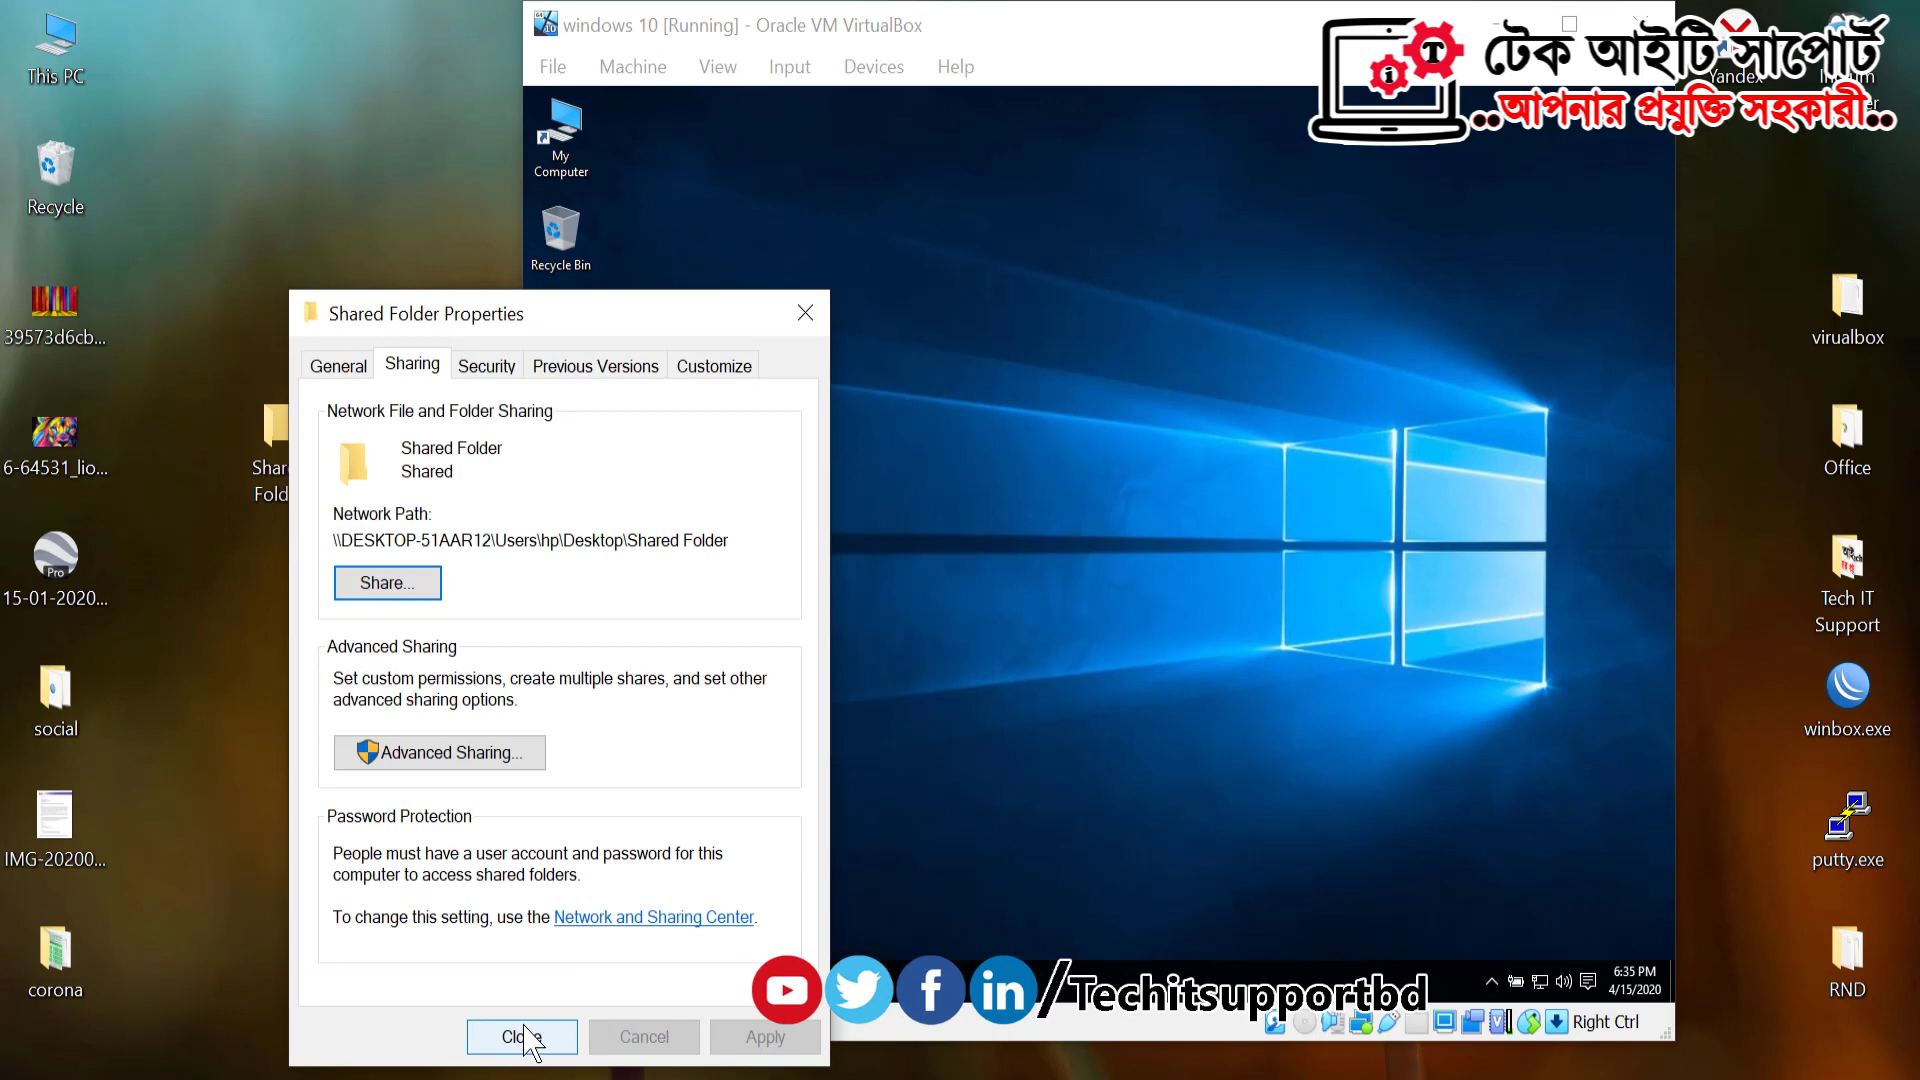 This PC
Recycle
39573d6cb...
6-64531_lio...
Pro
15-01-2020...
social
IMG-20200...
corona
Fold
windows 10 [Running] - Oracle VM VirtualBox
File Machine View Input Devices Help
My
Computer
Recycle Bin
টেক আইটি সাপোর্ট
..আপনার প্রযুক্তি সহকারী..
Yandex
Shared Folder Properties
General Sharing Security Previous Versions Customize
Network File and Folder Sharing
Shared Folder
Shared
Network Path:
\\DESKTOP-51AAR12\Users\hp\Desktop\Shared Folder
Share...
Advanced Sharing
Set custom permissions, create multiple shares, and set other
advanced sharing options.
Advanced Sharing...
Password Protection
People must have a user account and password for this
computer to access shared folders.
To change this setting, use the Network and Sharing Center.
Close Cancel Apply
/Techitsupportbd
6:35 PM
4/15/2020
Right Ctrl
virualbox
Office
Tech IT
Support
winbox.exe
putty.exe
RND